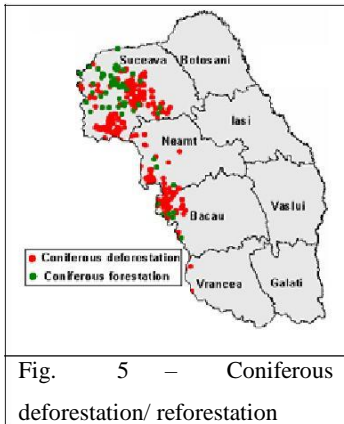 Suceava
Botosani
Iasi
Neamt
Vaslui
Bacau
Coniferous deforestation
Coniferous forestation
Vrancea
Galati
Fig. 5 – Coniferous
deforestation/ reforestation